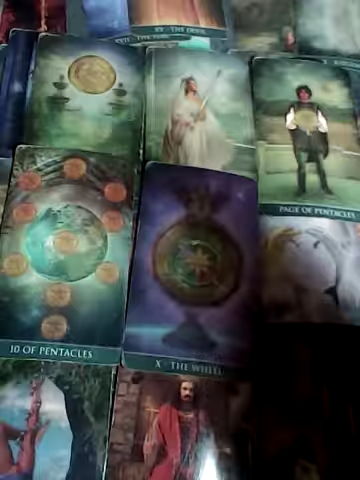 XV - THE DEVIL
PAGE OF PENTACLES
10 OF PENTACLES
X - THE WHEEL